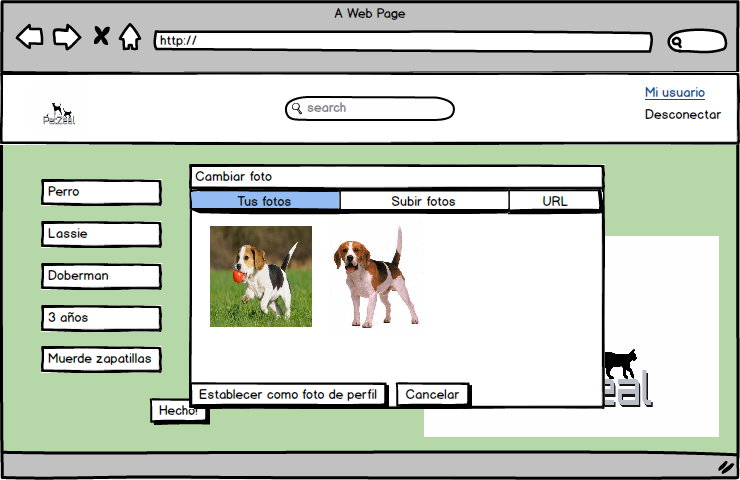 A Web Page
http://
search
Mi usuario
Desconectar
PetZeal
Perro
Lassie
Doberman
3 años
Muerde zapatillas
Hecho!
Cambiar foto
Tus fotos
Subir fotos
URL
Establecer como foto de perfil
Cancelar
eal